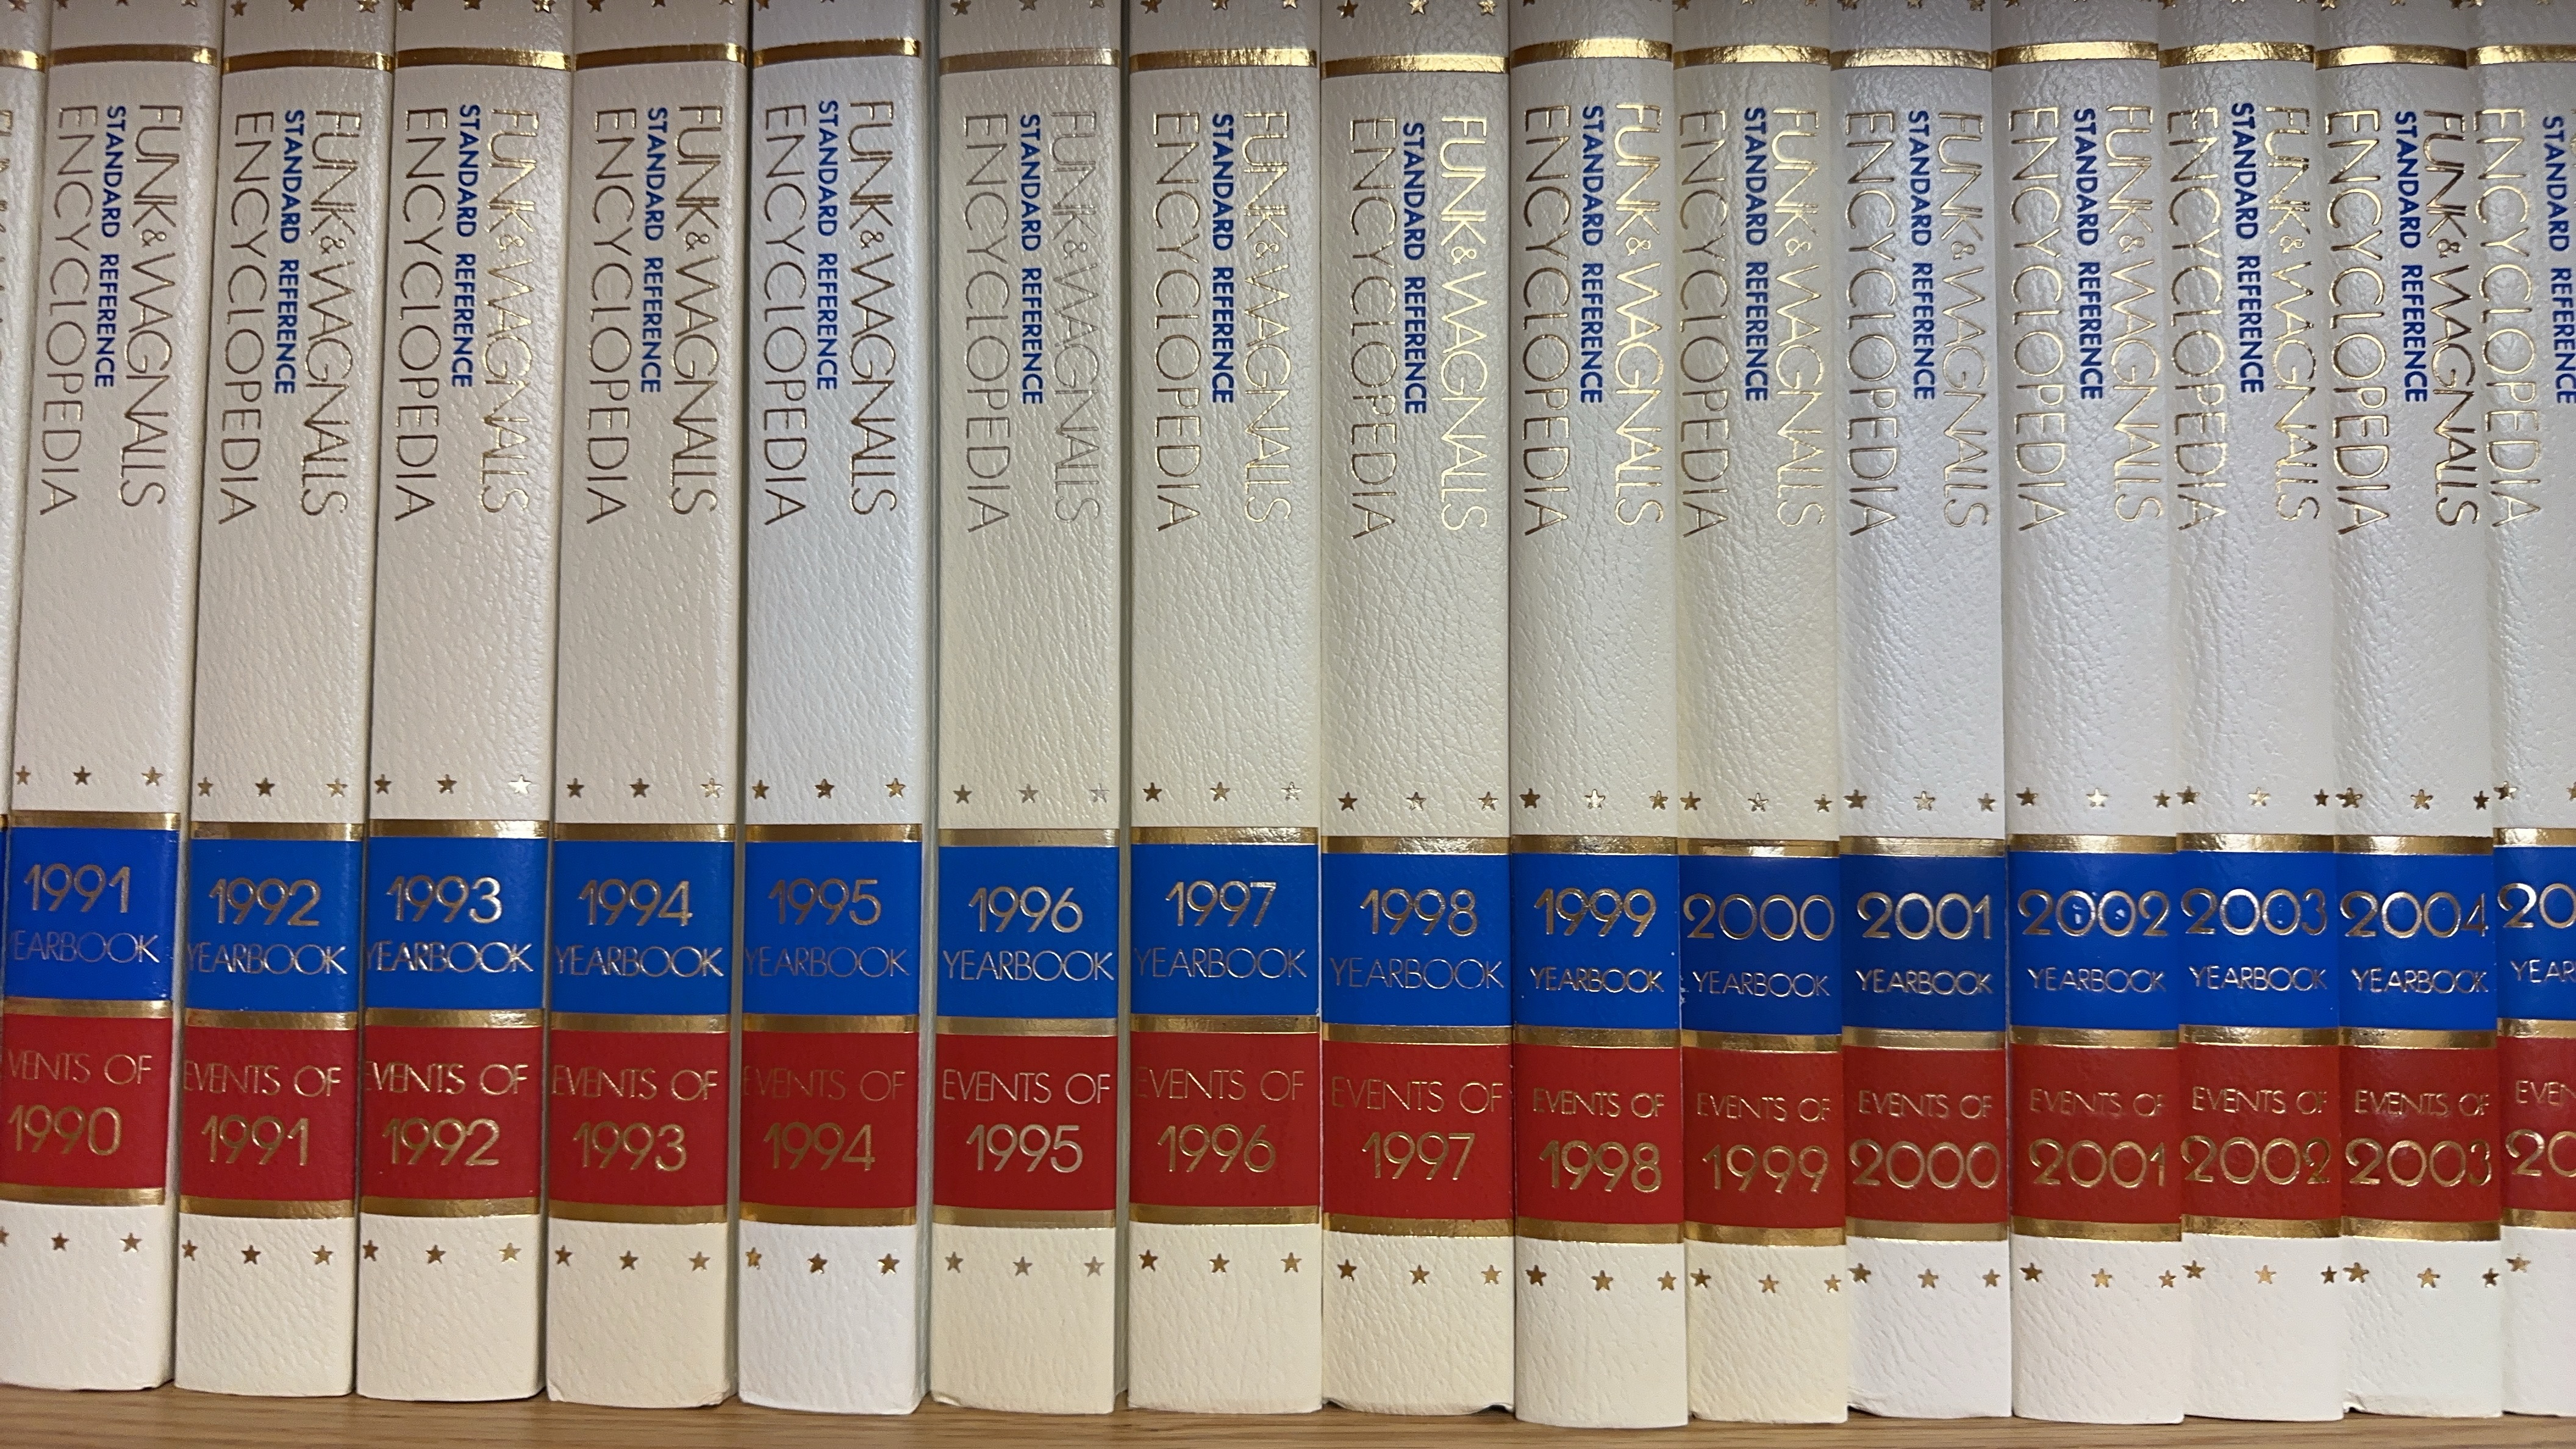 FUNK & WAGNALLS
STANDARD REFERENCE
ENCYCLOPEDIA
1991
EARBOOK
VENTS OF
1990
FUNK & WAGNALLS
STANDARD REFERENCE
ENCYCLOPEDIA
1992
YEARBOOK
EVENTS OF
1991
FUNK & WAGNALLS
STANDARD REFERENCE
ENCYCLOPEDIA
1993
YEARBOOK
EVENTS OF
1992
FUNK & WAGNALLS
STANDARD REFERENCE
ENCYCLOPEDIA
1994
YEARBOOK
EVENTS OF
1993
FUNK & WAGNALLS
STANDARD REFERENCE
ENCYCLOPEDIA
1995
YEARBOOK
EVENTS OF
1994
FUNK & WAGNALLS
STANDARD REFERENCE
ENCYCLOPEDIA
1996
YEARBOOK
EVENTS OF
1995
FUNK & WAGNALLS
STANDARD REFERENCE
ENCYCLOPEDIA
1997
YEARBOOK
EVENTS OF
1996
FUNK & WAGNALLS
STANDARD REFERENCE
ENCYCLOPEDIA
1998
YEARBOOK
EVENTS OF
1997
FUNK & WAGNALLS
STANDARD REFERENCE
ENCYCLOPEDIA
1999
YEARBOOK
EVENTS OF
1998
FUNK & WAGNALLS
STANDARD REFERENCE
ENCYCLOPEDIA
2000
YEARBOOK
EVENTS OF
1999
FUNK & WAGNALLS
STANDARD REFERENCE
ENCYCLOPEDIA
2001
YEARBOOK
EVENTS OF
2000
FUNK & WAGNALLS
STANDARD REFERENCE
ENCYCLOPEDIA
2002
YEARBOOK
EVENTS OF
2001
FUNK & WAGNALLS
STANDARD REFERENCE
ENCYCLOPEDIA
2003
YEARBOOK
EVENTS OF
2002
FUNK & WAGNALLS
STANDARD REFERENCE
ENCYCLOPEDIA
2004
YEARBOOK
EVENTS OF
2003
STANDARD REFERENCE
ENCYCLOPEDIA
20
YEAR
EVEN
20